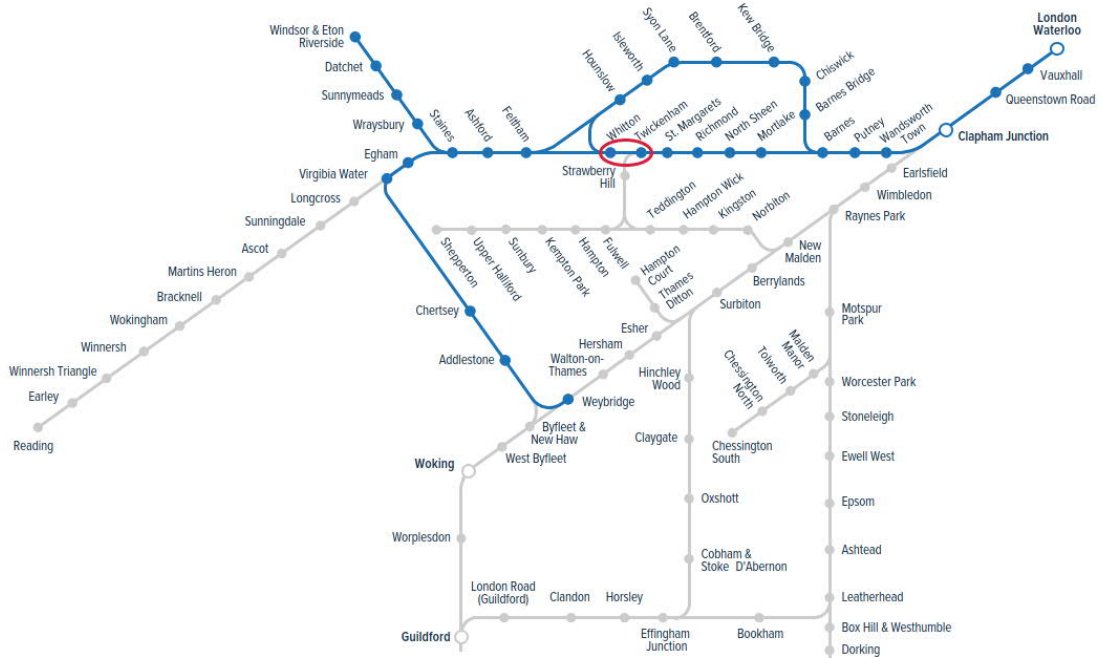 London
Waterloo
Vauxhall
Queenstown Road
Clapham Junction
Wandsworth
Town
Putney
Barnes
Barnes Bridge
Chiswick
Kew Bridge
Brentford
Syon Lane
Isleworth
Hounslow
Mortlake
North Sheen
Richmond
St. Margarets
Twickenham
Whitton
Feltham
Ashford
Staines
Windsor & Eton
Riverside
Datchet
Sunnymeads
Wraysbury
Egham
Virgibia Water
Longcross
Sunningdale
Ascot
Martins Heron
Bracknell
Wokingham
Winnersh
Winnersh Triangle
Earley
Reading
Chertsey
Addlestone
Weybridge
Strawberry
Hill
Teddington
Hampton Wick
Kingston
Norbiton
Shepperton
Upper Halliford
Sunbury
Kempton Park
Hampton
Fulwell
Hampton
Court
Thames
Ditton
Earlsfield
Wimbledon
Raynes Park
New
Malden
Berrylands
Surbiton
Esher
Hersham
Walton-on-
Thames
Byfleet &
New Haw
West Byfleet
Woking
Worplesdon
Guildford
London Road
(Guildford)
Clandon
Horsley
Effingham
Junction
Bookham
Hinchley
Wood
Claygate
Oxshott
Cobham &
Stoke D'Abernon
Motspur
Park
Malden
Manor
Tolworth
Chessington
North
Chessington
South
Worcester Park
Stoneleigh
Ewell West
Epsom
Ashtead
Leatherhead
Box Hill & Westhumble
Dorking